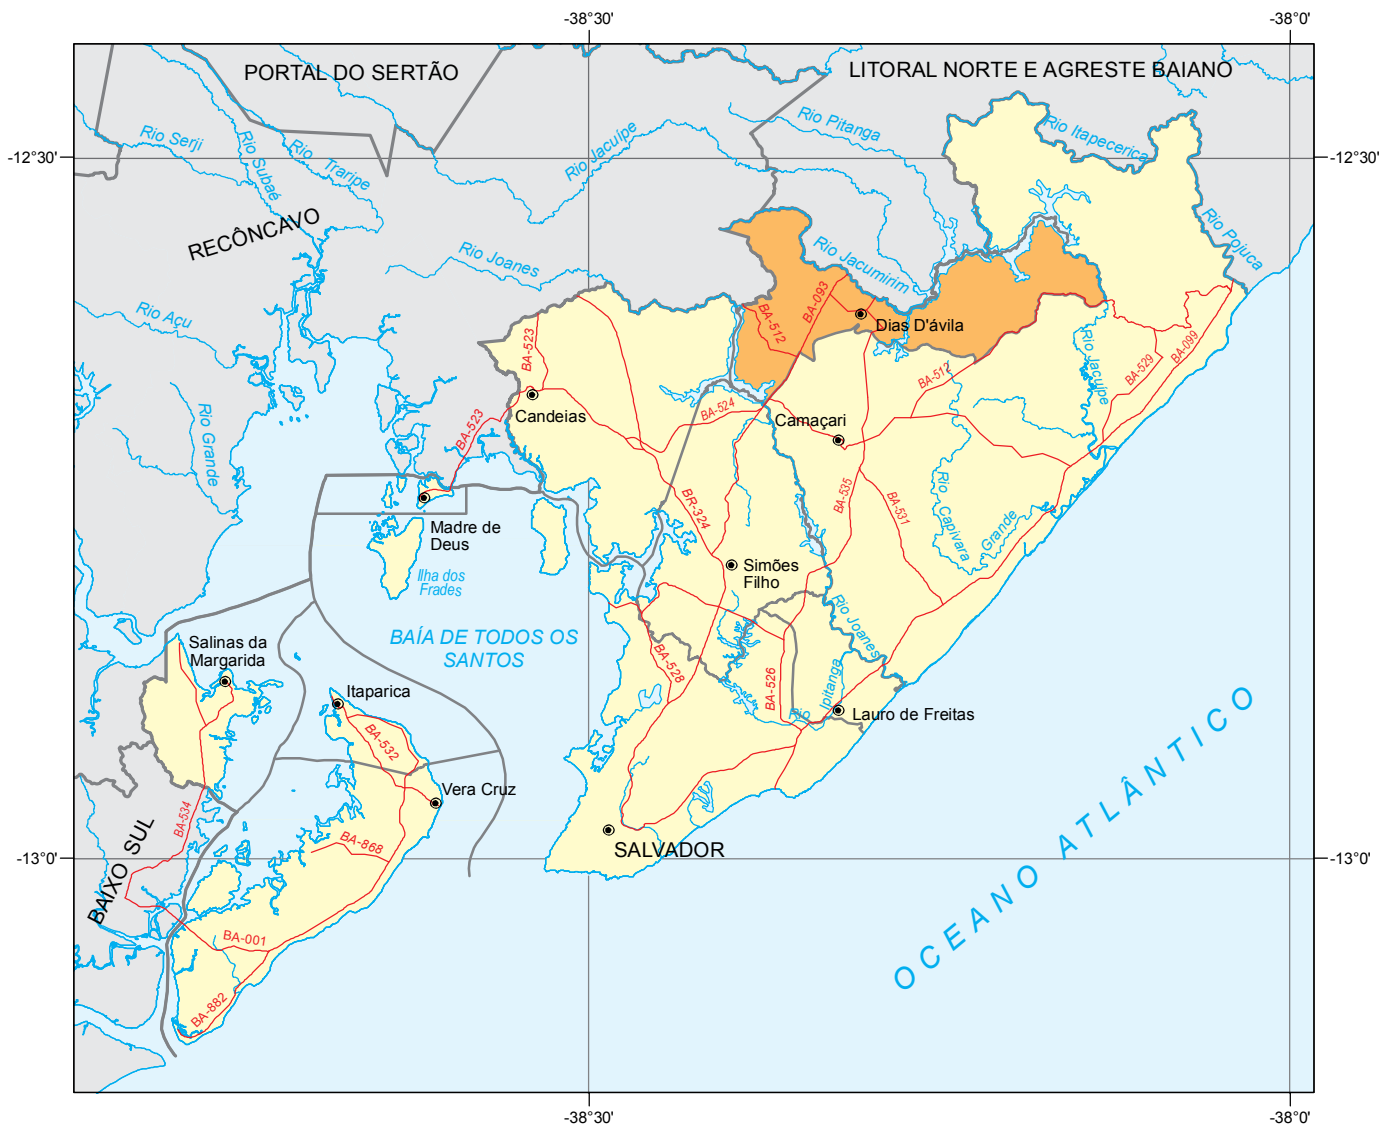 -38°30'
-38°0'
PORTAL DO SERTÃO
LITORAL NORTE E AGRESTE BAIANO
-12°30'
-12°30'
Rio Serji
Rio Subaé
Rio Traripe
Rio Jacuípe
Rio Pitanga
Rio Itapecerica
RECÔNCAVO
Rio Joanes
Rio Jacumirim
Rio Pojuca
Rio Açu
BA-523
BA-512
BA-093
Dias D'ávila
Rio Jacuípe
BA-529
BA-099
BA-512
Rio Grande
Candeias
BA-523
BA-524
Camaçari
BR-324
BA-535
BA-531
Rio Capivara
Grande
Madre de
Deus
Ilha dos
Frades
Simões
Filho
BAÍA DE TODOS OS
SANTOS
Rio Joanes
Salinas da
Margarida
BA-528
BA-526
Rio Ipitanga
Itaparica
Lauro de Freitas
BA-532
Vera Cruz
BA-534
BA-868
SALVADOR
-13°0'
-13°0'
BAIXO SUL
OCEANO ATLÂNTICO
BA-001
BA-882
-38°30'
-38°0'